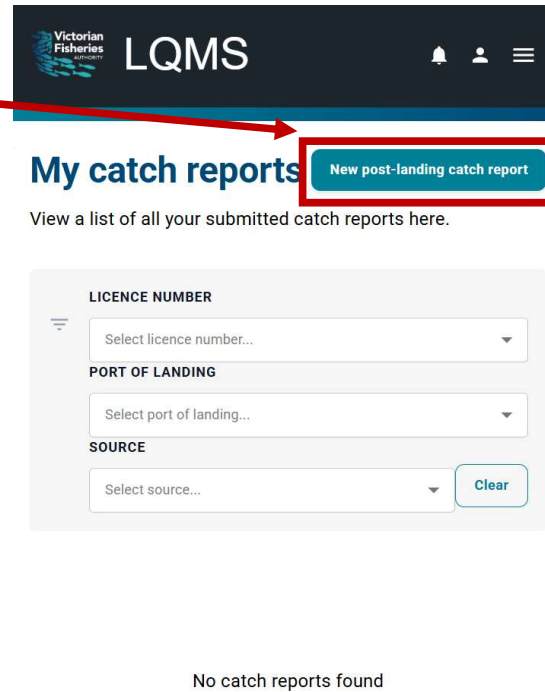 Victorian
Fisheries
AUTHORITY
LQMS
My catch reports
New post-landing catch report
View a list of all your submitted catch reports here.
LICENCE NUMBER
Select licence number...
PORT OF LANDING
Select port of landing...
SOURCE
Select source...
Clear
No catch reports found